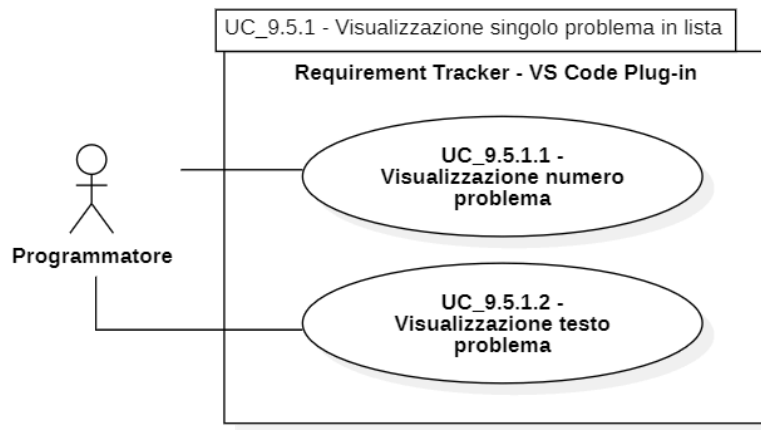 UC_9.5.1 - Visualizzazione singolo problema in lista
Requirement Tracker - VS Code Plug-in
UC_9.5.1.1 -
Visualizzazione numero
problema
Programmatore
UC_9.5.1.2 -
Visualizzazione testo
problema